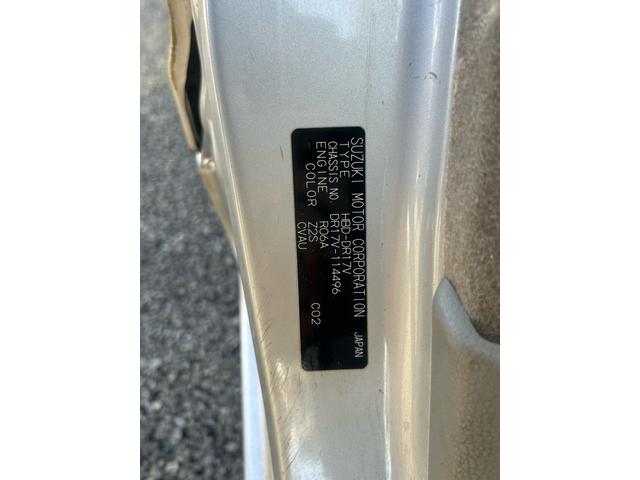 SUZUKI MOTOR CORPORATION JAPAN
TYPE HBD-DR17V
CHASSIS NO. DR17V-114496
ENGINE R06A
COLOR Z2S C02
CVAU